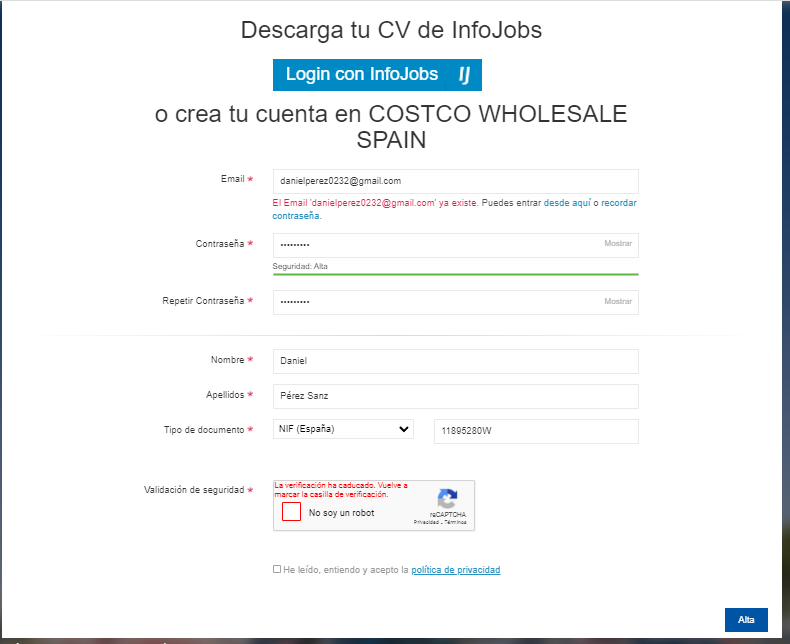 Descarga tu CV de InfoJobs
Login con InfoJobs IJ
o crea tu cuenta en COSTCO WHOLESALE
SPAIN
Email * danielperez0232@gmail.com
El Email 'danielperez0232@gmail.com' ya existe. Puedes entrar desde aquí o recordar
contraseña.
Contraseña * ••••••••• Mostrar
Seguridad: Alta
Repetir Contraseña * ••••••••• Mostrar
Nombre * Daniel
Apellidos * Pérez Sanz
Tipo de documento * NIF (España) 11895280W
Validación de seguridad *
La verificación ha caducado. Vuelve a
marcar la casilla de verificación.
No soy un robot
reCAPTCHA
Privacidad - Términos
He leído, entiendo y acepto la política de privacidad
Alta